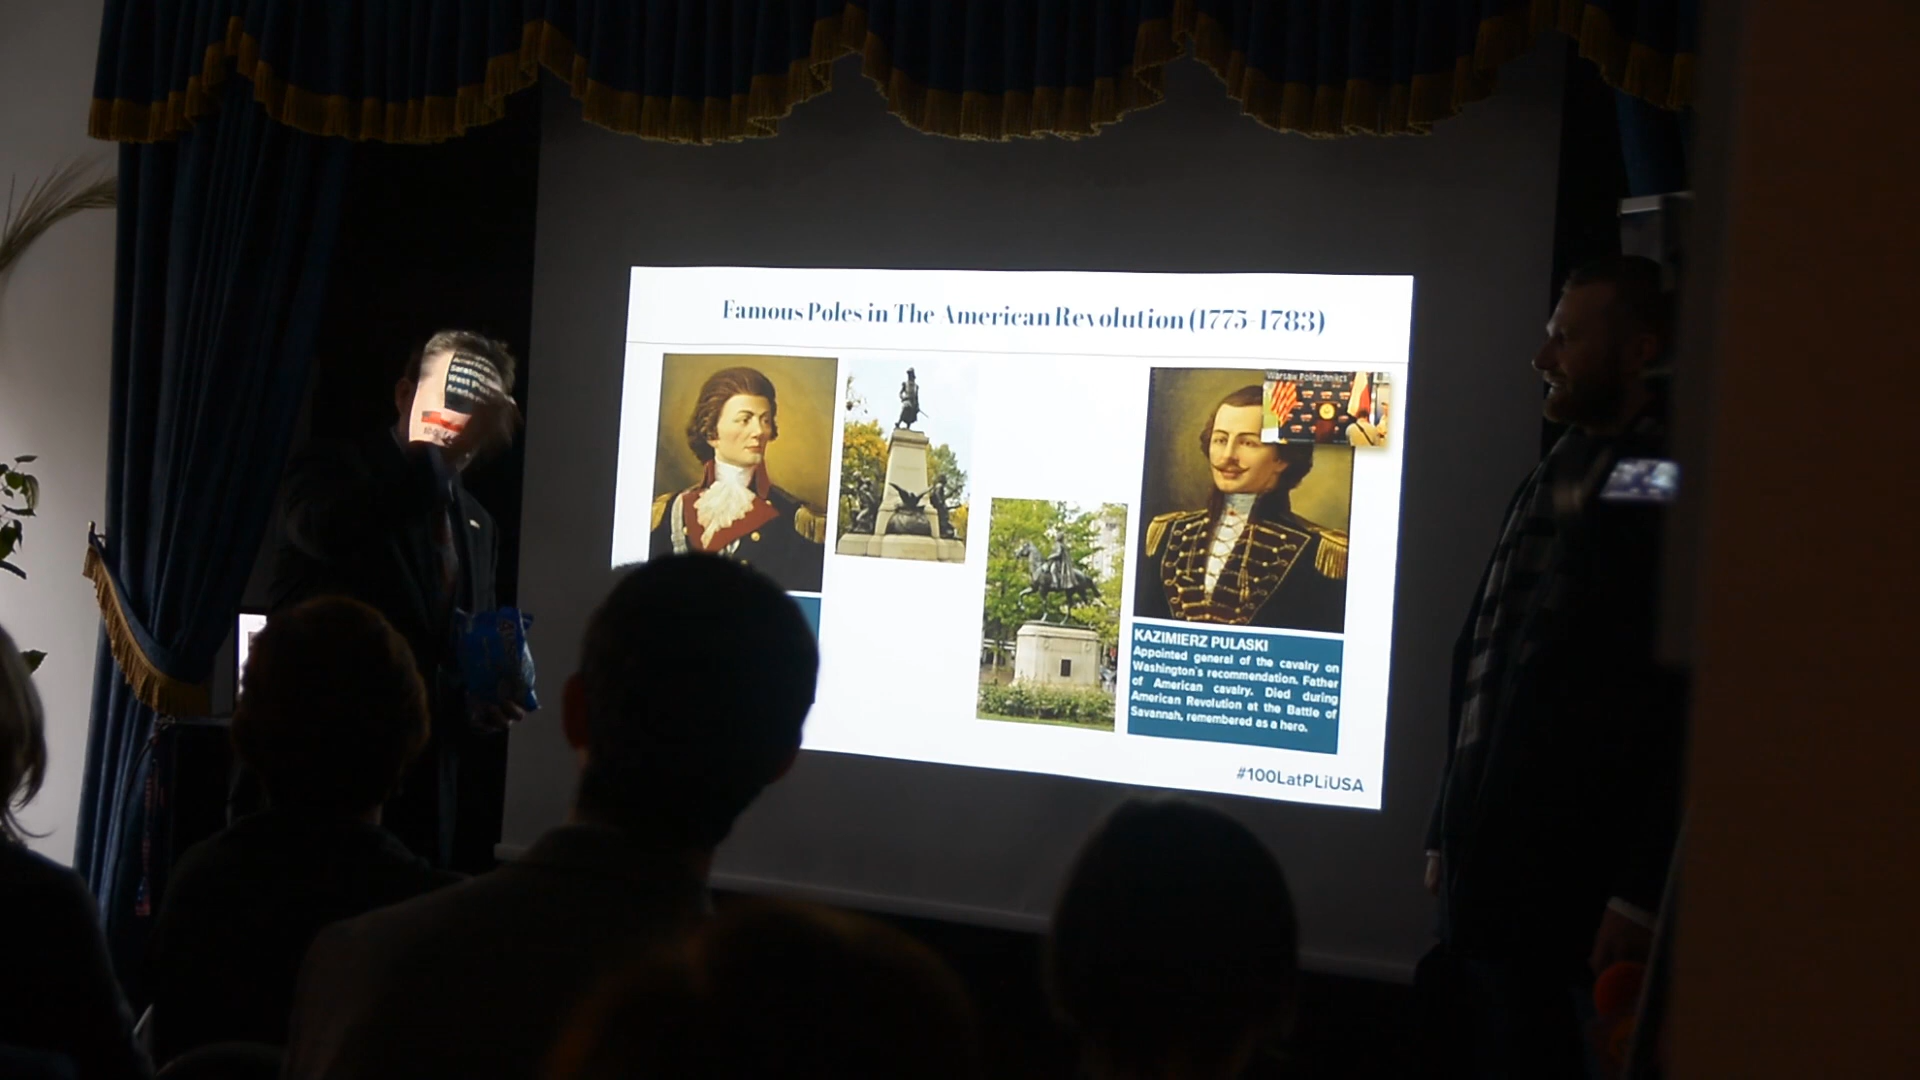 Famous Poles in The American Revolution (1775-1783)
Warsaw Politechnics
West
KAZIMIERZ PULASKI
Appointed general of the cavalry on
Washington's recommendation. Father
of American cavalry. Died during
American Revolution at the Battle of
Savannah, remembered as a hero.
#100LatPLiUSA